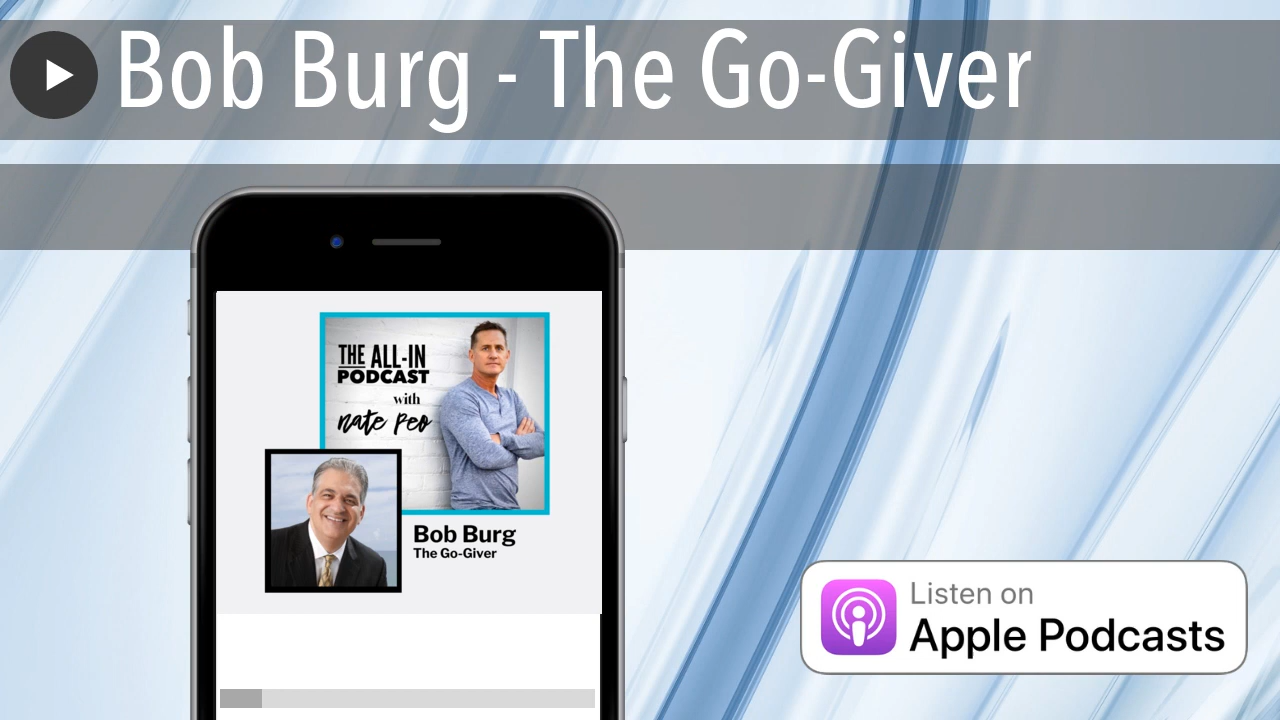 Bob Burg - The Go-Giver
THE ALL-IN
PODCAST
with
nate peo
Bob Burg
The Go-Giver
Listen on
Apple Podcasts